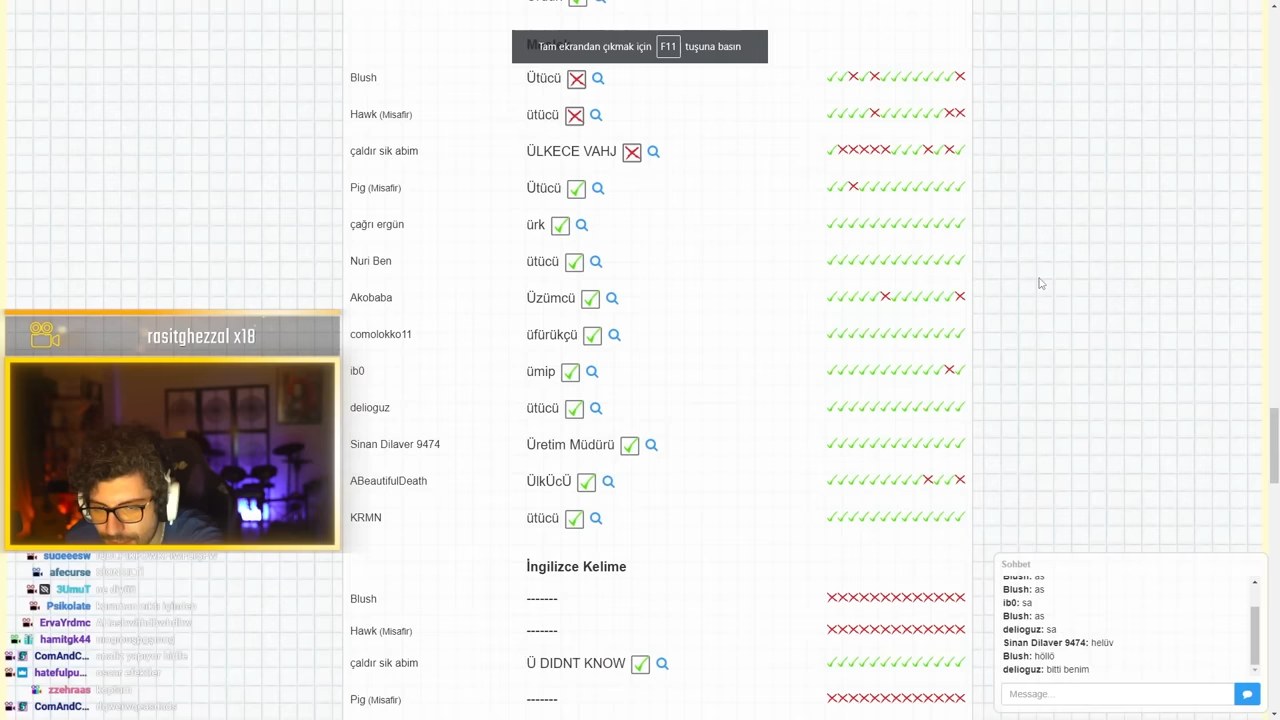 Tam ekrandan çıkmak için F11 tuşuna basın
Blush Ütücü
Hawk (Misafir) ütücü
çaldır sik abim ÜLKECE VAHJ
Pig (Misafir) Ütücü
çağrı ergün ürk
Nuri Ben ütücü
Akobaba Üzümcü
comolokko11 üfürükçü
ib0 ümip
delioguz ütücü
Sinan Dilaver 9474 Üretim Müdürü
ABeautifulDeath ÜlkÜcÜ
KRMN ütücü
İngilizce Kelime
Blush -------
Hawk (Misafir) -------
çaldır sik abim Ü DIDNT KNOW
Pig (Misafir) -------
rasitghezzal x18
sudeeesw
afecurse
3UmuT
Psikolate
ErvaYrdmc
hamitgk44
ComAndC...
hatefulpu...
zzehraas
ComAndC...
Sohbet
Blush: as
Blush: as
ib0: sa
Blush: as
delioguz: sa
Sinan Dilaver 9474: helüv
Blush: höllö
delioguz: bitti benim
Message...